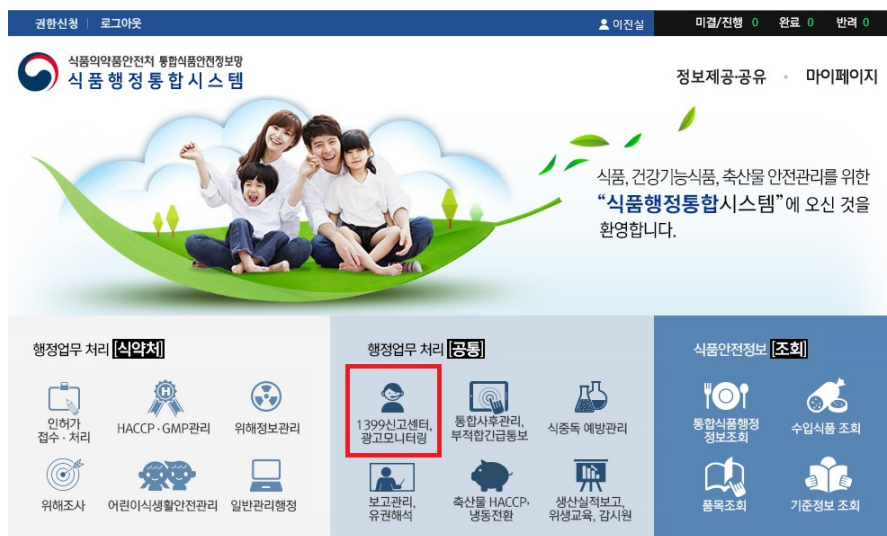 권한신청 | 로그아웃
이진실
미결/진행 0 완료 0 반려 0
식품의약품안전처 통합식품안전정보망
식품행정통합시스템
정보제공·공유 • 마이페이지
식품, 건강기능식품, 축산물 안전관리를 위한
“식품행정통합시스템”에 오신 것을
환영합니다.
행정업무 처리 [식약처]
인허가
접수·처리
HACCP·GMP관리
위해정보관리
위해조사
어린이식생활안전관리
일반관리행정
행정업무 처리 [공통]
1399신고센터,
광고모니터링
통합사후관리,
부적합긴급통보
식중독 예방관리
보고관리,
유권해석
축산물 HACCP·
냉동전환
생산실적보고,
위생교육, 감시원
식품안전정보 [조회]
통합식품행정
정보조회
수입식품 조회
품목조회
기준정보 조회